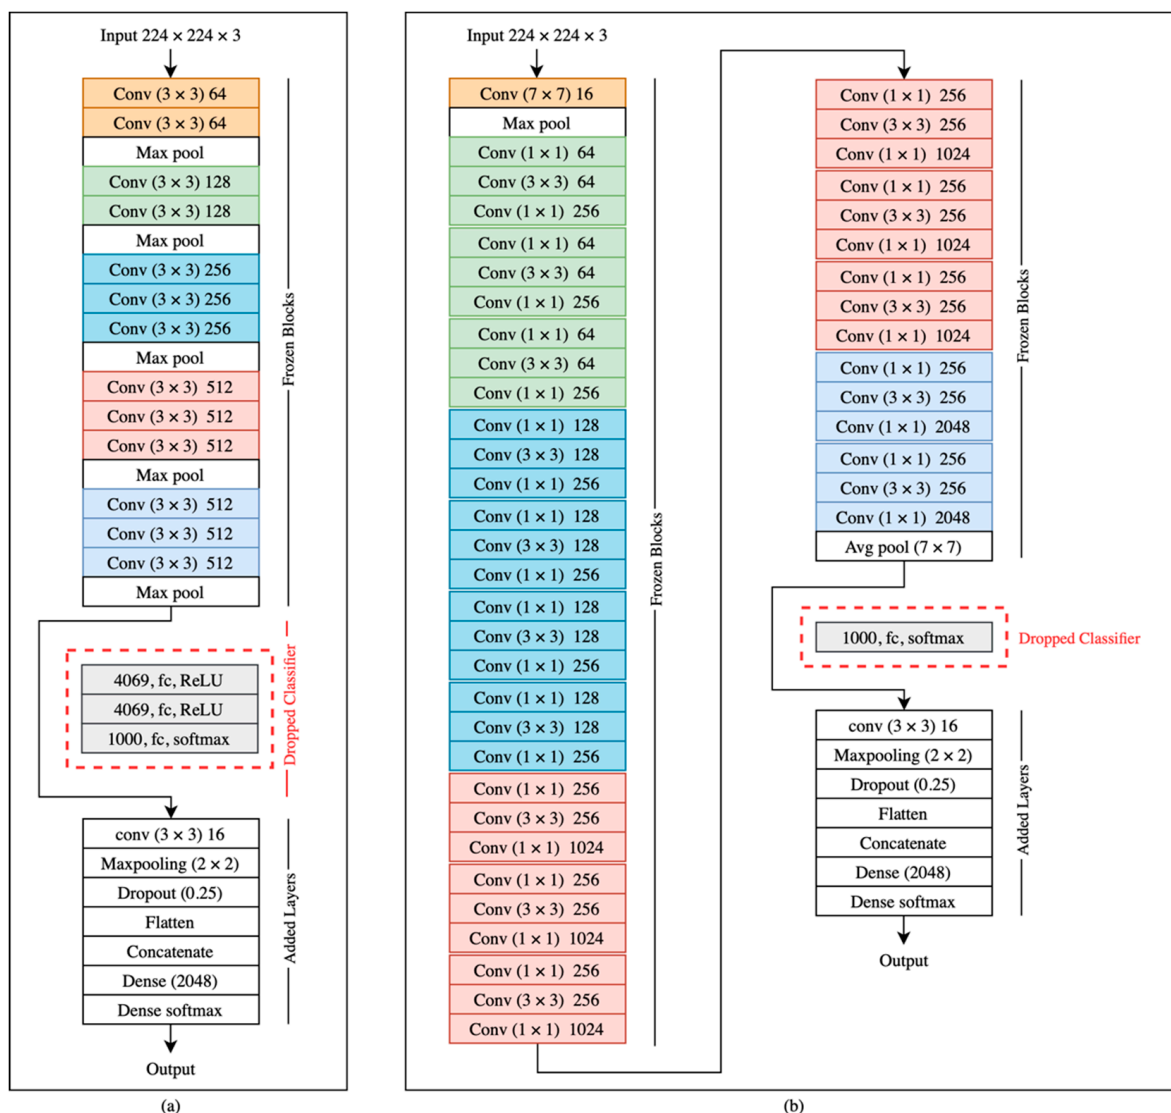 Input 224 × 224 × 3
Conv (3 × 3) 64
Conv (3 × 3) 64
Max pool
Conv (3 × 3) 128
Conv (3 × 3) 128
Max pool
Conv (3 × 3) 256
Conv (3 × 3) 256
Conv (3 × 3) 256
Max pool
Conv (3 × 3) 512
Conv (3 × 3) 512
Conv (3 × 3) 512
Max pool
Conv (3 × 3) 512
Conv (3 × 3) 512
Conv (3 × 3) 512
Max pool
Frozen Blocks
4069, fc, ReLU
4069, fc, ReLU
1000, fc, softmax
Dropped Classifier
conv (3 × 3) 16
Maxpooling (2 × 2)
Dropout (0.25)
Flatten
Concatenate
Dense (2048)
Dense softmax
Added Layers
Output
(a)
Input 224 × 224 × 3
Conv (7 × 7) 16
Max pool
Conv (1 × 1) 64
Conv (3 × 3) 64
Conv (1 × 1) 256
Conv (1 × 1) 64
Conv (3 × 3) 64
Conv (1 × 1) 256
Conv (1 × 1) 64
Conv (3 × 3) 64
Conv (1 × 1) 256
Conv (1 × 1) 128
Conv (3 × 3) 128
Conv (1 × 1) 256
Conv (1 × 1) 128
Conv (3 × 3) 128
Conv (1 × 1) 256
Conv (1 × 1) 128
Conv (3 × 3) 128
Conv (1 × 1) 256
Conv (1 × 1) 128
Conv (3 × 3) 128
Conv (1 × 1) 256
Conv (1 × 1) 256
Conv (3 × 3) 256
Conv (1 × 1) 1024
Conv (1 × 1) 256
Conv (3 × 3) 256
Conv (1 × 1) 1024
Conv (1 × 1) 256
Conv (3 × 3) 256
Conv (1 × 1) 1024
Frozen Blocks
Conv (1 × 1) 256
Conv (3 × 3) 256
Conv (1 × 1) 1024
Conv (1 × 1) 256
Conv (3 × 3) 256
Conv (1 × 1) 1024
Conv (1 × 1) 256
Conv (3 × 3) 256
Conv (1 × 1) 1024
Conv (1 × 1) 256
Conv (3 × 3) 256
Conv (1 × 1) 2048
Conv (1 × 1) 256
Conv (3 × 3) 256
Conv (1 × 1) 2048
Avg pool (7 × 7)
Frozen Blocks
1000, fc, softmax
Dropped Classifier
conv (3 × 3) 16
Maxpooling (2 × 2)
Dropout (0.25)
Flatten
Concatenate
Dense (2048)
Dense softmax
Added Layers
Output
(b)